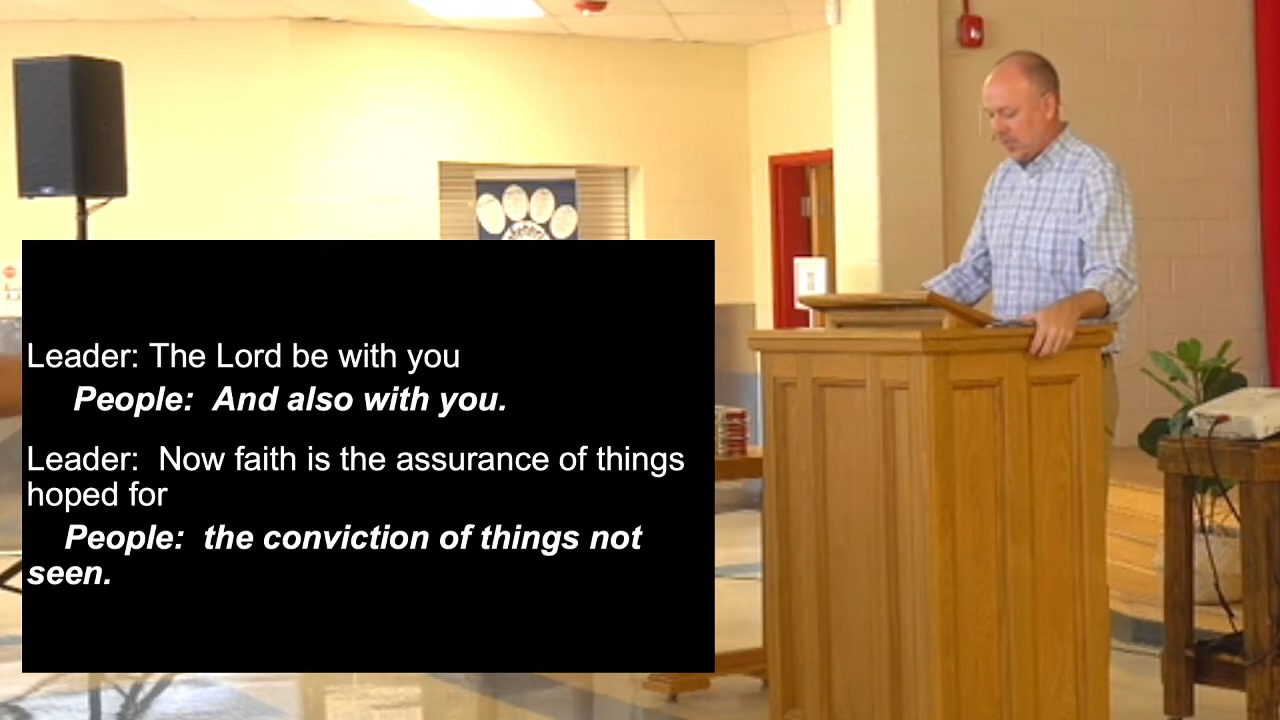 Leader: The Lord be with you
People:  And also with you.
Leader:  Now faith is the assurance of things
hoped for
People:  the conviction of things not
seen.